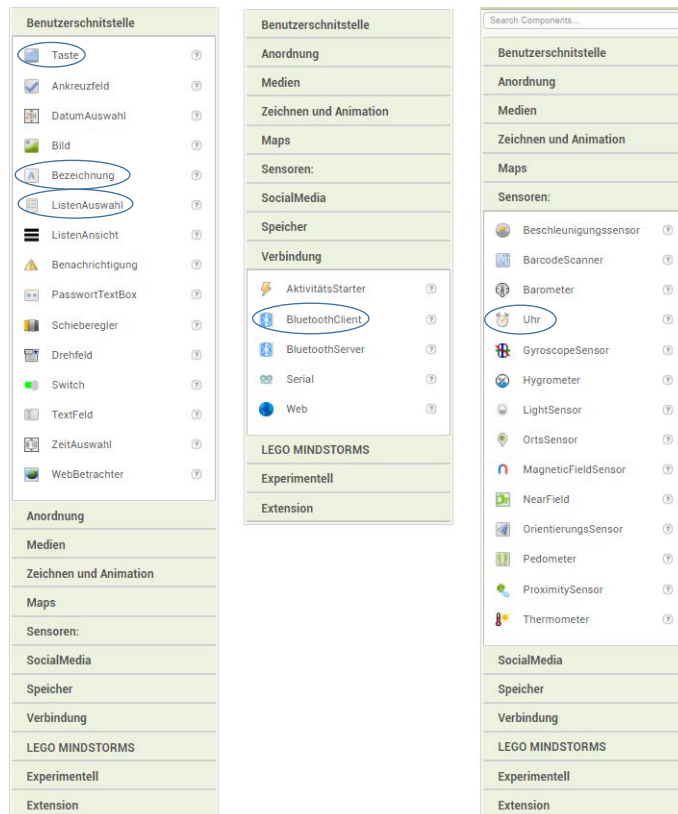 Benutzerschnitstelle
Taste
Ankreuzfeld
DatumAuswahl
Bild
Bezeichnung
ListenAuswahl
ListenAnsicht
Benachrichtigung
PasswortTextBox
Schieberegler
Drehfeld
Switch
TextFeld
ZeitAuswahl
WebBetrachter
Anordnung
Medien
Zeichnen und Animation
Maps
Sensoren:
SocialMedia
Speicher
Verbindung
LEGO MINDSTORMS
Experimentell
Extension
Benutzerschnitstelle
Anordnung
Medien
Zeichnen und Animation
Maps
Sensoren:
SocialMedia
Speicher
Verbindung
AktivitätsStarter
BluetoothClient
BluetoothServer
Serial
Web
LEGO MINDSTORMS
Experimentell
Extension
Search Components...
Benutzerschnitstelle
Anordnung
Medien
Zeichnen und Animation
Maps
Sensoren:
Beschleunigungssensor
BarcodeScanner
Barometer
Uhr
GyroscopeSensor
Hygrometer
LightSensor
OrtsSensor
MagneticFieldSensor
NearField
OrientierungsSensor
Pedometer
ProximitySensor
Thermometer
SocialMedia
Speicher
Verbindung
LEGO MINDSTORMS
Experimentell
Extension